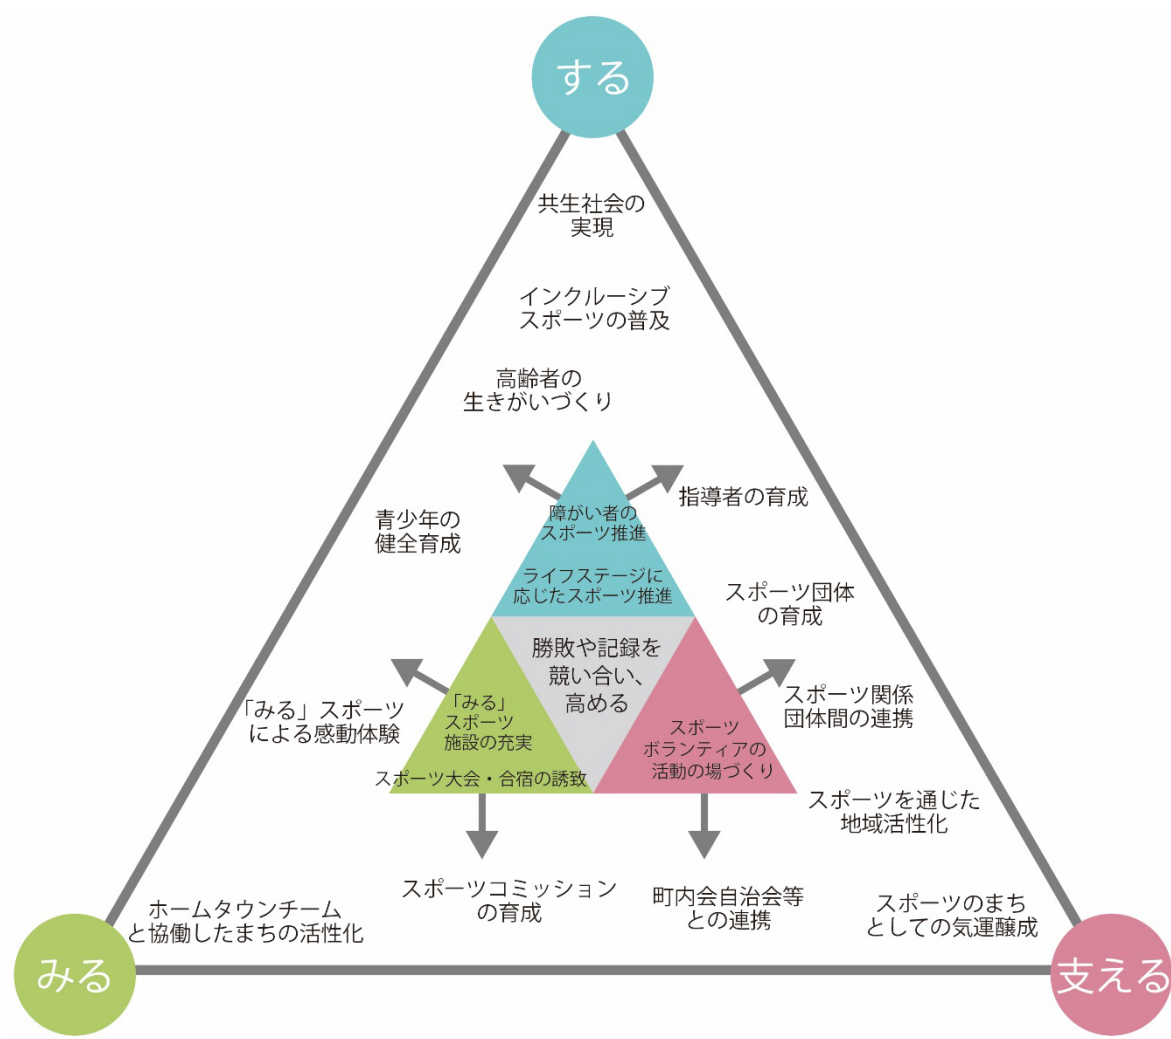 する
共生社会の
実現
インクルーシブ
スポーツの普及
高齢者の
生きがいづくり
指導者の育成
青少年の
健全育成
障がい者の
スポーツ推進
ライフステージに
応じたスポーツ推進
スポーツ団体
の育成
勝敗や記録を
競い合い、
高める
「みる」スポーツ
による感動体験
「みる」
スポーツ
施設の充実
スポーツ大会・合宿の誘致
スポーツ
ボランティアの
活動の場づくり
スポーツ関係
団体間の連携
スポーツを通じた
地域活性化
スポーツコミッション
の育成
町内会自治会等
との連携
ホームタウンチーム
と協働したまちの活性化
スポーツのまち
としての気運醸成
みる
支える